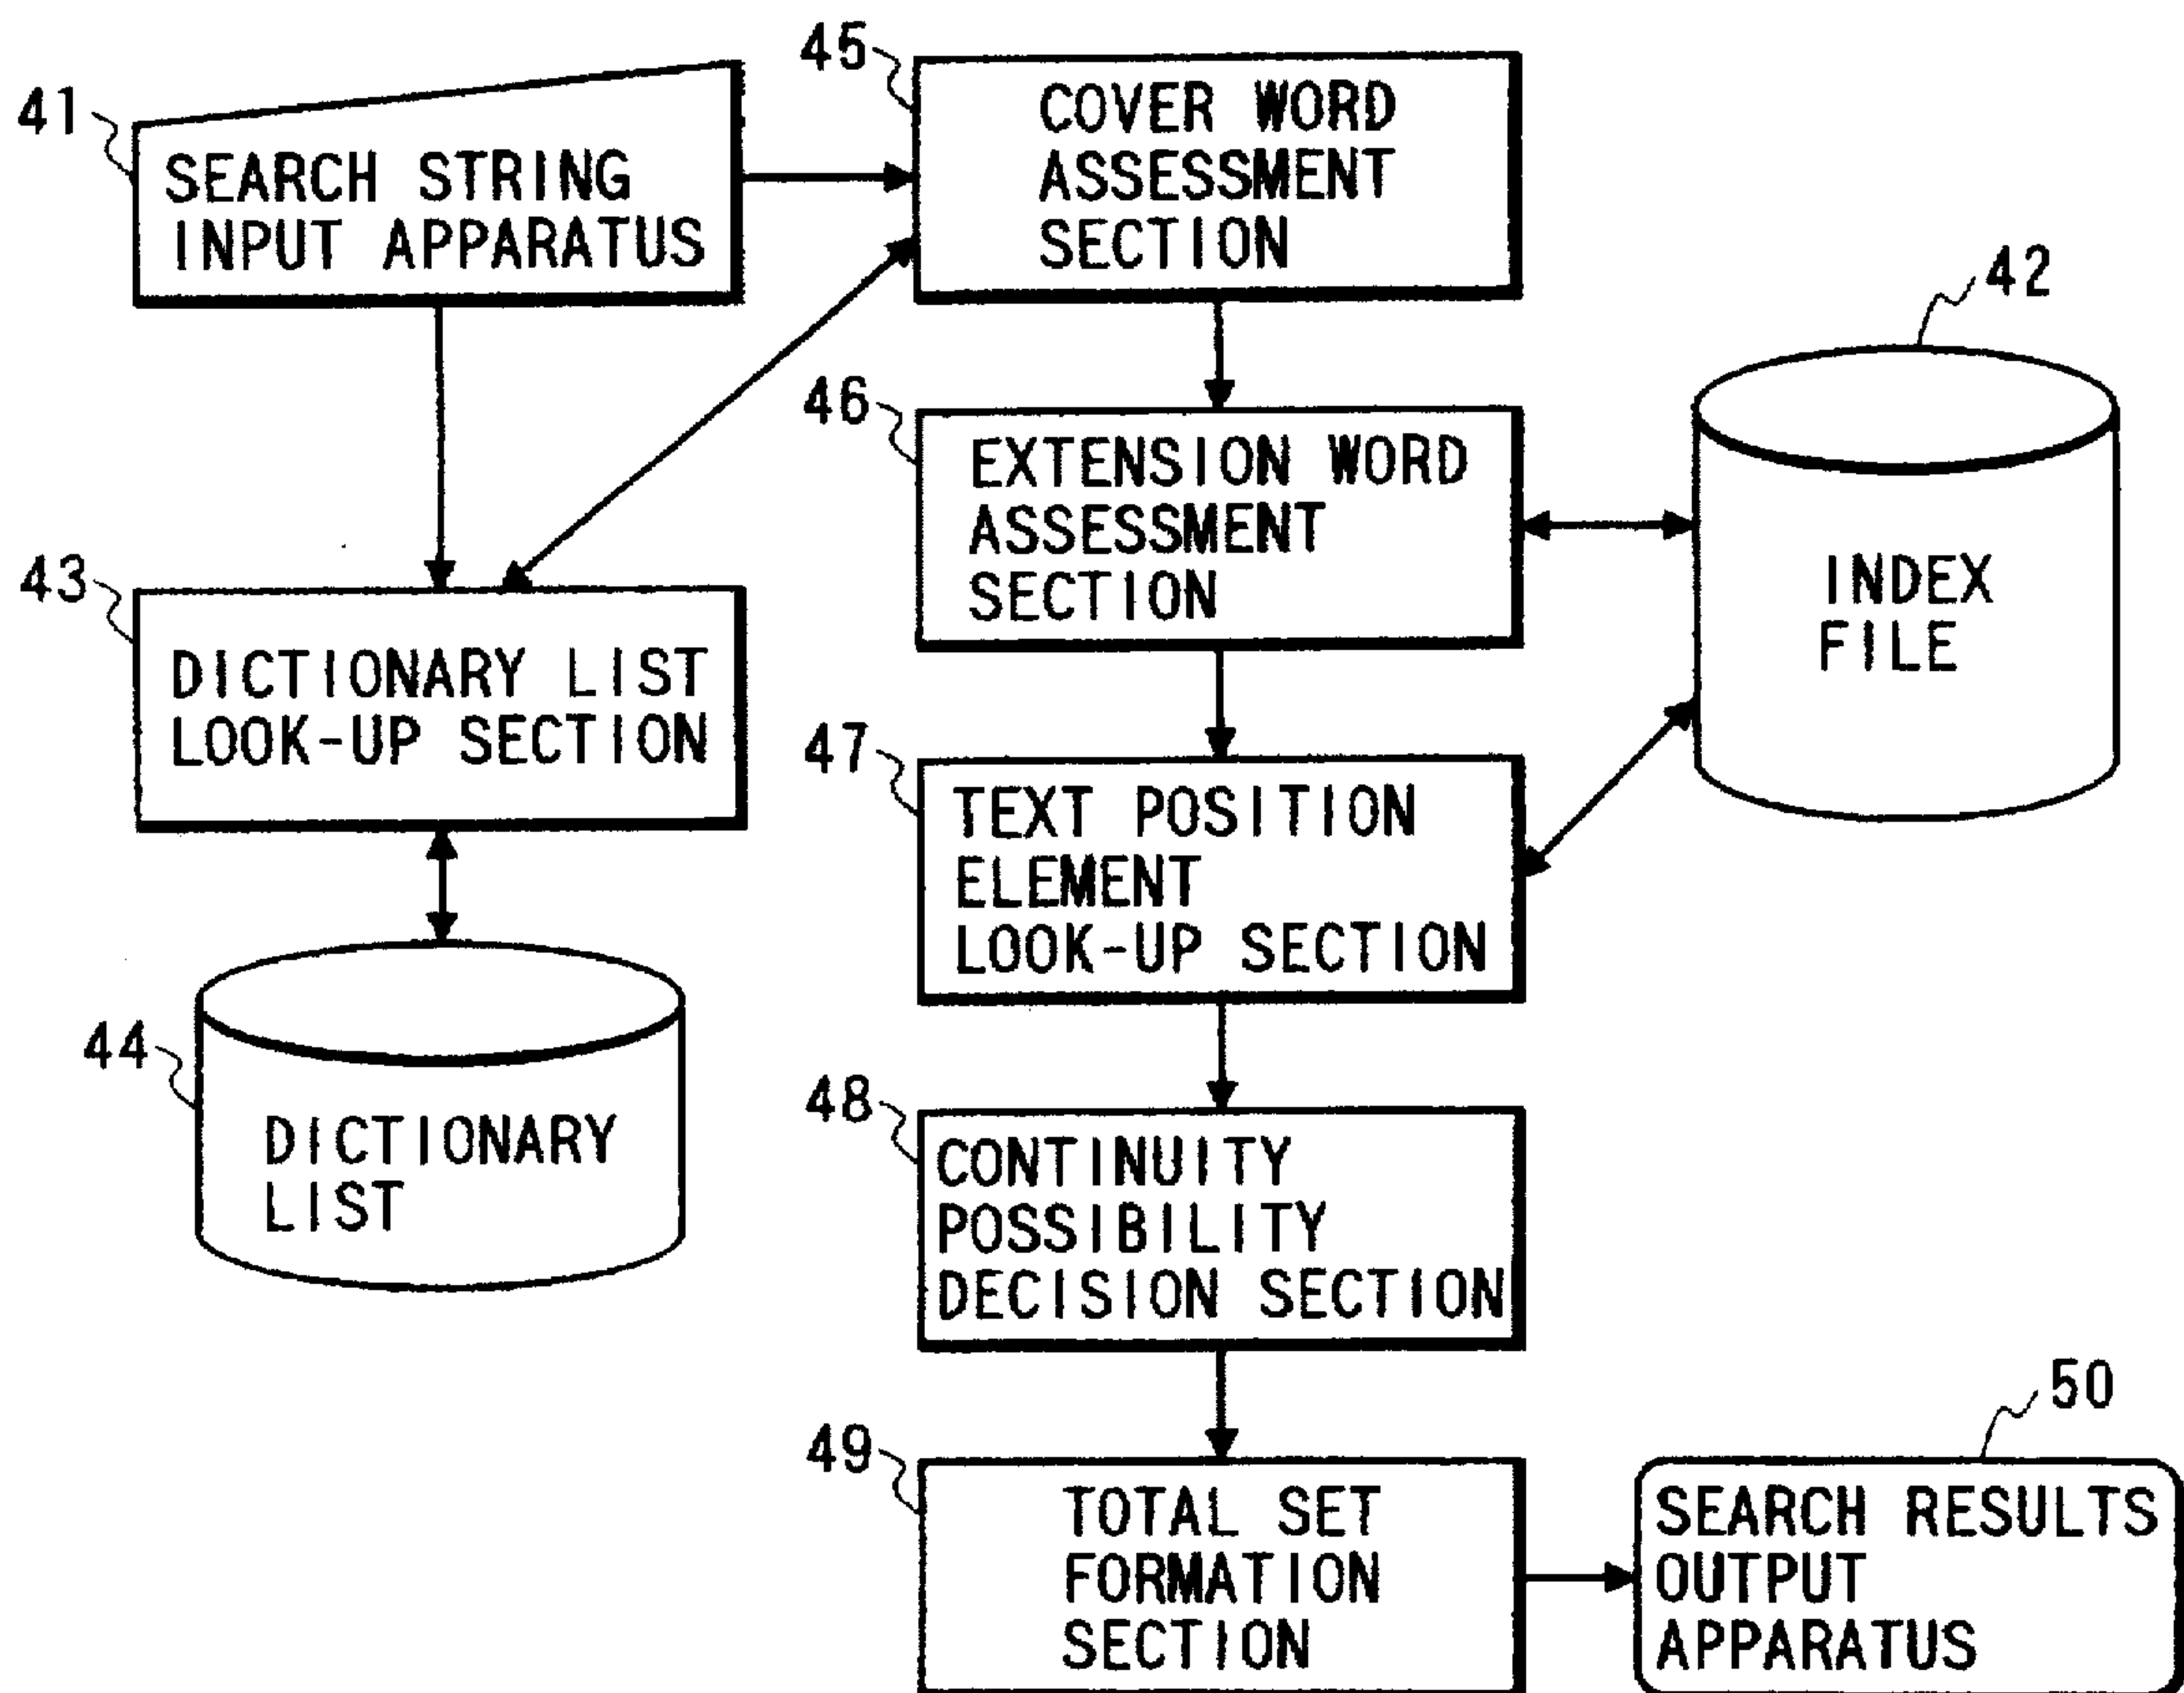 41
SEARCH STRING
INPUT APPARATUS
45
COVER WORD
ASSESSMENT
SECTION
42
INDEX
FILE
46
EXTENSION WORD
ASSESSMENT
SECTION
43
DICTIONARY LIST
LOOK-UP SECTION
47
TEXT POSITION
ELEMENT
LOOK-UP SECTION
44
DICTIONARY
LIST
48
CONTINUITY
POSSIBILITY
DECISION SECTION
49
TOTAL SET
FORMATION
SECTION
50
SEARCH RESULTS
OUTPUT
APPARATUS